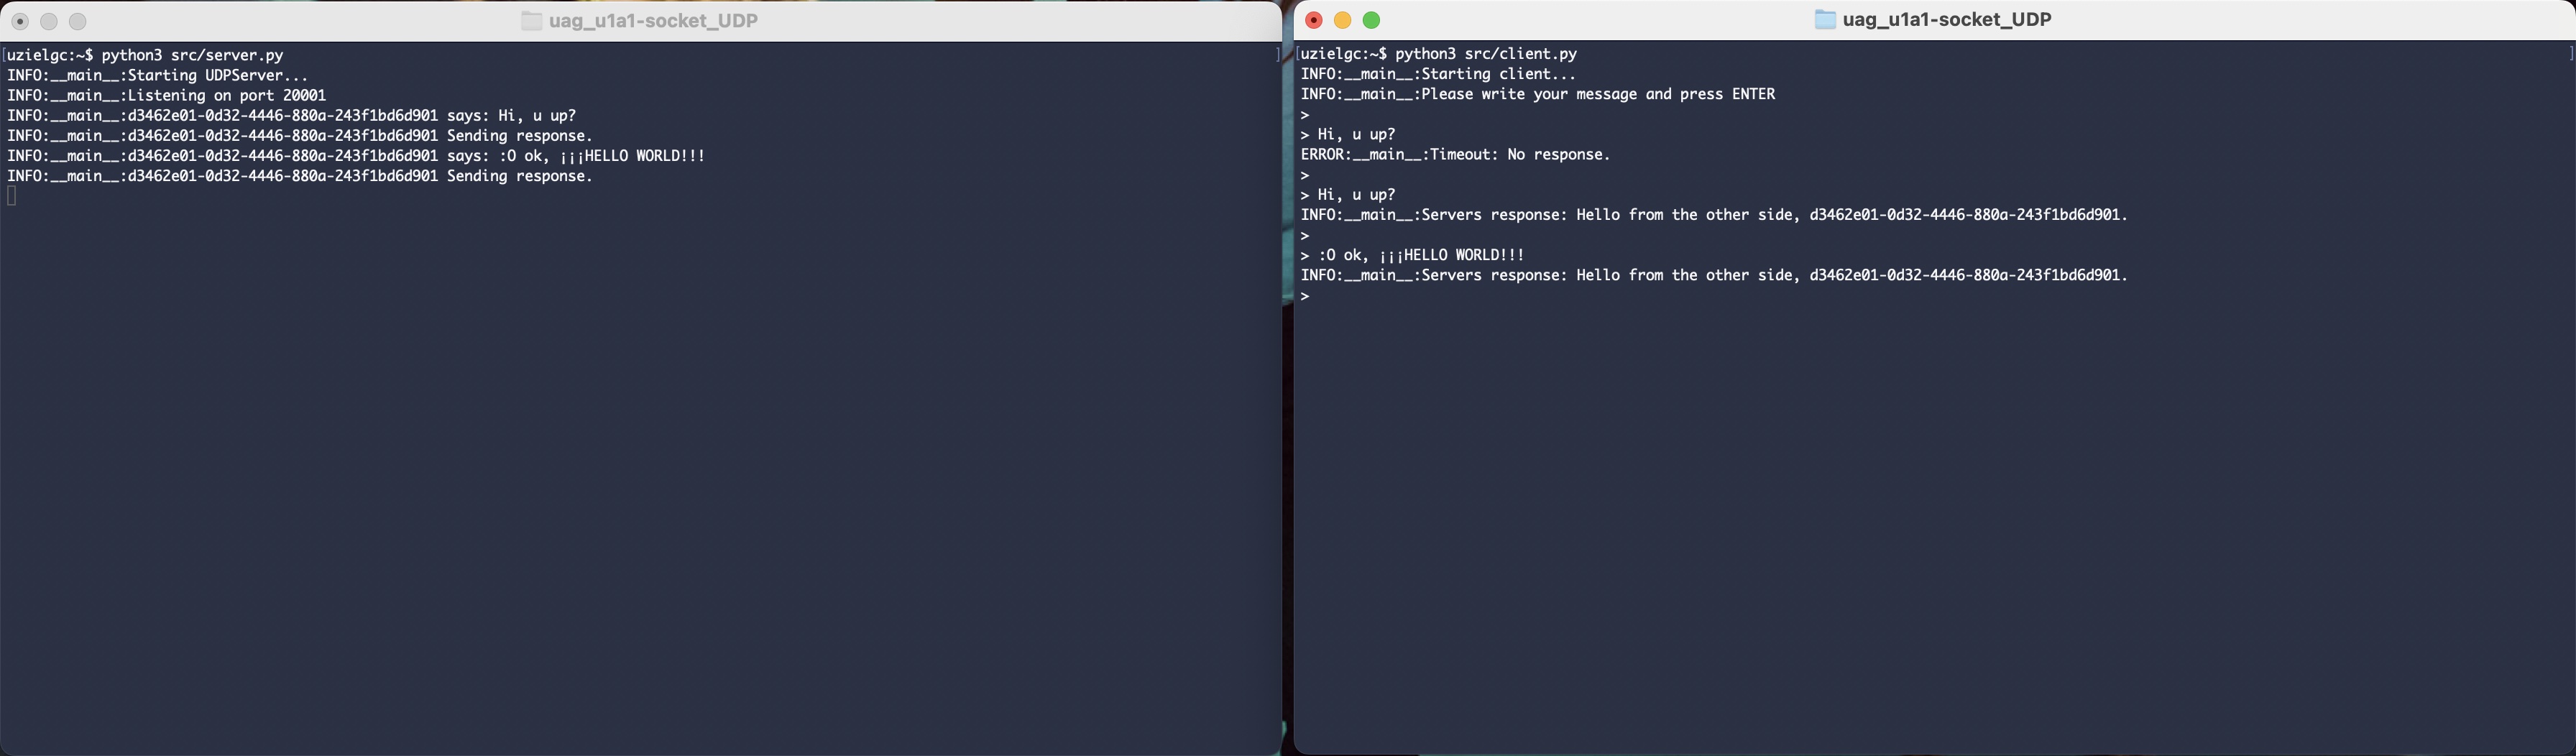 uag_u1a1-socket_UDP
[uzielgc:~$ python3 src/server.py ]
INFO:__main__:Starting UDPServer...
INFO:__main__:Listening on port 20001
INFO:__main__:d3462e01-0d32-4446-880a-243f1bd6d901 says: Hi, u up?
INFO:__main__:d3462e01-0d32-4446-880a-243f1bd6d901 Sending response.
INFO:__main__:d3462e01-0d32-4446-880a-243f1bd6d901 says: :O ok, ¡¡¡HELLO WORLD!!!
INFO:__main__:d3462e01-0d32-4446-880a-243f1bd6d901 Sending response.
uag_u1a1-socket_UDP
[uzielgc:~$ python3 src/client.py ]
INFO:__main__:Starting client...
INFO:__main__:Please write your message and press ENTER
>
> Hi, u up?
ERROR:__main__:Timeout: No response.
>
> Hi, u up?
INFO:__main__:Servers response: Hello from the other side, d3462e01-0d32-4446-880a-243f1bd6d901.
>
> :O ok, ¡¡¡HELLO WORLD!!!
INFO:__main__:Servers response: Hello from the other side, d3462e01-0d32-4446-880a-243f1bd6d901.
>